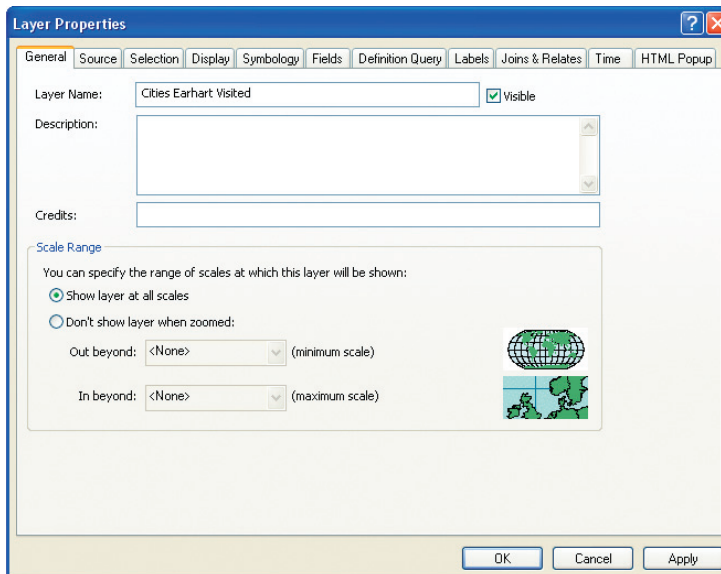 Layer Properties
General Source Selection Display Symbology Fields Definition Query Labels Joins & Relates Time HTML Popup
Layer Name: Cities Earhart Visited Visible
Description:
Credits:
Scale Range
You can specify the range of scales at which this layer will be shown:
Show layer at all scales
Don't show layer when zoomed:
Out beyond: <None> (minimum scale)
In beyond: <None> (maximum scale)
OK Cancel Apply